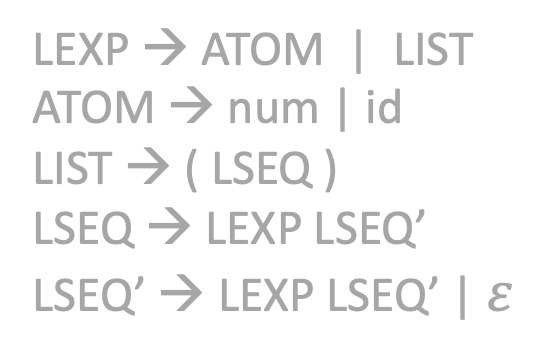 LEXP → ATOM | LIST
ATOM → num | id
LIST → ( LSEQ )
LSEQ → LEXP LSEQ’
LSEQ’ → LEXP LSEQ’ | 𝜀